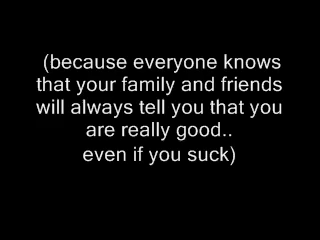 (because everyone knows
that your family and friends
will always tell you that you
are really good..
even if you suck)